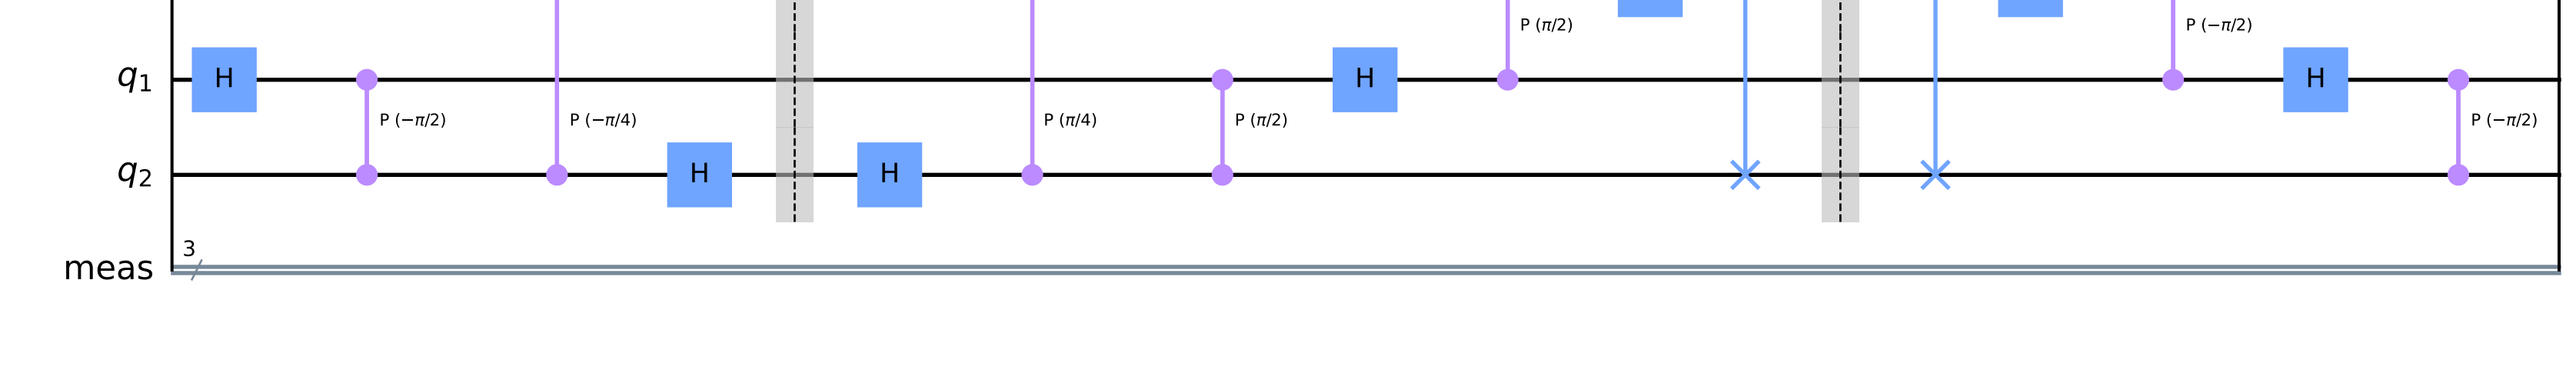 P (π/2)
P (−π/2)
q1 H H H
P (−π/2) P (−π/4) P (π/4) P (π/2) P (−π/2)
q2 H H
3
meas